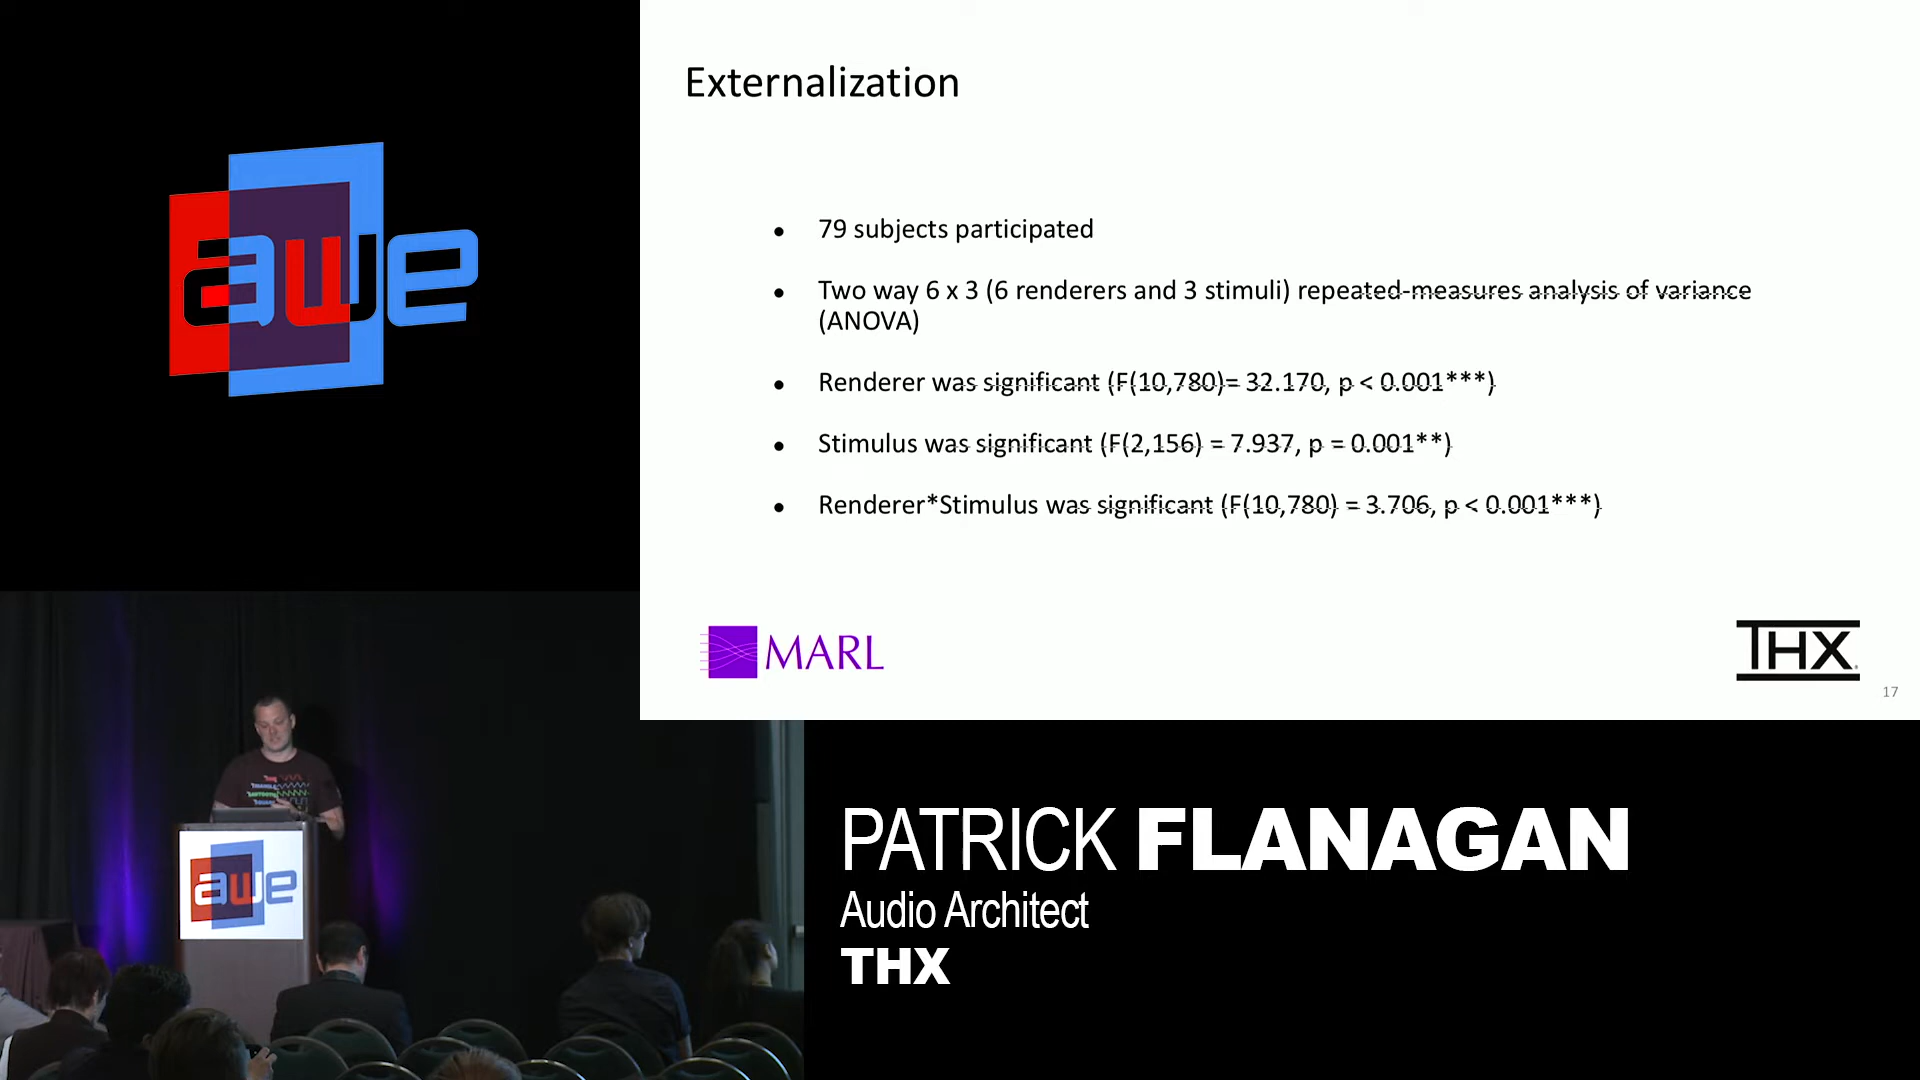 awe
Externalization
• 79 subjects participated
• Two way 6 x 3 (6 renderers and 3 stimuli) repeated-measures analysis of variance
(ANOVA)
• Renderer was significant (F(10,780)= 32.170, p < 0.001***)
• Stimulus was significant (F(2,156) = 7.937, p = 0.001**)
• Renderer*Stimulus was significant (F(10,780) = 3.706, p < 0.001***)
MARL
THX
17
awe
PATRICK FLANAGAN
Audio Architect
THX